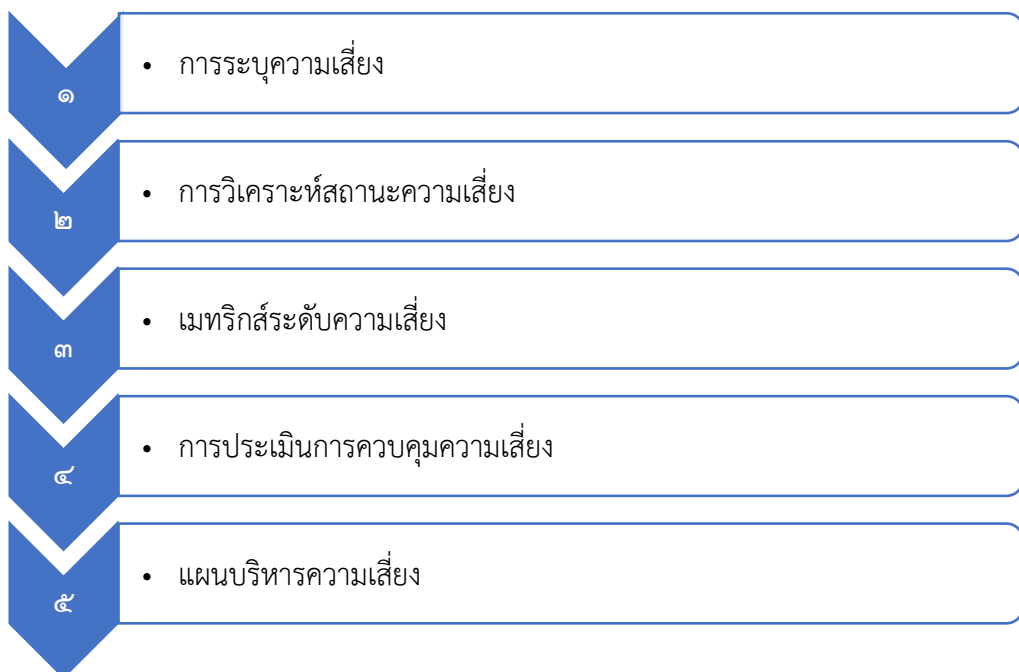 ๑
• การระบุความเสี่ยง
๒
• การวิเคราะห์สถานะความเสี่ยง
๓
• เมทริกส์ระดับความเสี่ยง
๔
• การประเมินการควบคุมความเสี่ยง
๕
• แผนบริหารความเสี่ยง